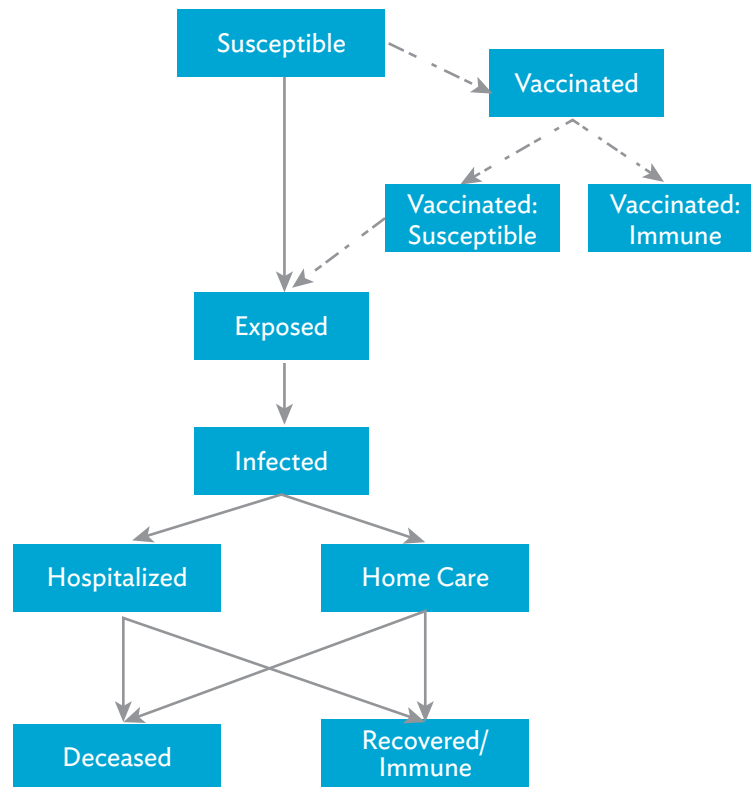 Susceptible
Vaccinated
Vaccinated:
Susceptible
Vaccinated:
Immune
Exposed
Infected
Hospitalized
Home Care
Deceased
Recovered/
Immune